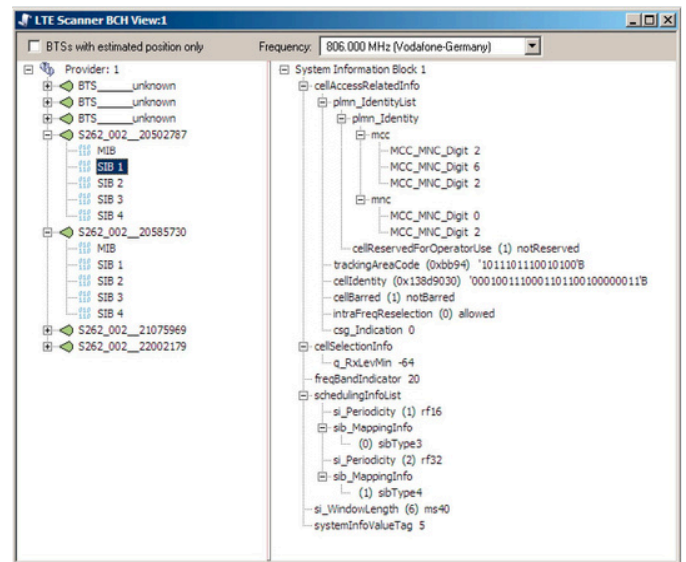 LTE Scanner BCH View:1
BTSs with estimated position only
Frequency: 806.000 MHz (Vodafone-Germany)
Provider: 1
BTS______unknown
BTS______unknown
BTS______unknown
S262_002__20502787
MIB
SIB 1
SIB 2
SIB 3
SIB 4
S262_002__20585730
MIB
SIB 1
SIB 2
SIB 3
SIB 4
S262_002__21075969
S262_002__22002179
System Information Block 1
cellAccessRelatedInfo
plmn_IdentityList
plmn_Identity
mcc
MCC_MNC_Digit 2
MCC_MNC_Digit 6
MCC_MNC_Digit 2
mnc
MCC_MNC_Digit 0
MCC_MNC_Digit 2
cellReservedForOperatorUse (1) notReserved
trackingAreaCode (0xbb94) '1011101110010100'B
cellIdentity (0x138d9030) '0001001110001101100100000011'B
cellBarred (1) notBarred
intraFreqReselection (0) allowed
csg_Indication 0
cellSelectionInfo
q_RxLevMin -64
freqBandIndicator 20
schedulingInfoList
si_Periodicity (1) rf16
sib_MappingInfo
(0) sibType3
si_Periodicity (2) rf32
sib_MappingInfo
(1) sibType4
si_WindowLength (6) ms40
systemInfoValueTag 5